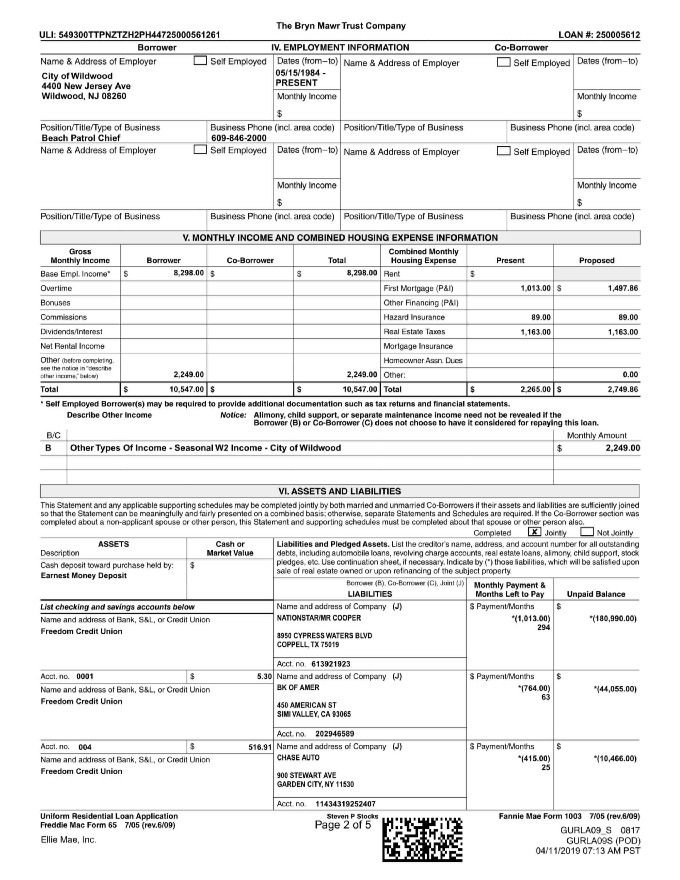 The Bryn Mawr Trust Company
ULI: 549300TTPNZTZH2PH44725000561261 LOAN #: 250005612
Borrower IV. EMPLOYMENT INFORMATION Co-Borrower
Name & Address of Employer Self Employed Dates (from–to) Name & Address of Employer Self Employed Dates (from–to)
City of Wildwood 05/15/1984 -
4400 New Jersey Ave PRESENT
Wildwood, NJ 08260 Monthly Income Monthly Income
$ $
Position/Title/Type of Business Business Phone (incl. area code) Position/Title/Type of Business Business Phone (incl. area code)
Beach Patrol Chief 609-846-2000
Name & Address of Employer Self Employed Dates (from–to) Name & Address of Employer Self Employed Dates (from–to)
Monthly Income Monthly Income
$ $
Position/Title/Type of Business Business Phone (incl. area code) Position/Title/Type of Business Business Phone (incl. area code)
V. MONTHLY INCOME AND COMBINED HOUSING EXPENSE INFORMATION
Gross Combined Monthly
Monthly Income Borrower Co-Borrower Total Housing Expense Present Proposed
Base Empl. Income* $ 8,298.00 $ $ 8,298.00 Rent $
Overtime First Mortgage (P&I) 1,013.00 $ 1,497.86
Bonuses Other Financing (P&I)
Commissions Hazard Insurance 89.00 89.00
Dividends/Interest Real Estate Taxes 1,163.00 1,163.00
Net Rental Income Mortgage Insurance
Other (before completing, Homeowner Assn. Dues
see the notice in "describe
other income," below) 2,249.00 2,249.00 Other: 0.00
Total $ 10,547.00 $ $ 10,547.00 Total $ 2,265.00 $ 2,749.86
* Self Employed Borrower(s) may be required to provide additional documentation such as tax returns and financial statements.
Describe Other Income Notice: Alimony, child support, or separate maintenance income need not be revealed if the
Borrower (B) or Co-Borrower (C) does not choose to have it considered for repaying this loan.
B/C Monthly Amount
B Other Types Of Income - Seasonal W2 Income - City of Wildwood $ 2,249.00
VI. ASSETS AND LIABILITIES
This Statement and any applicable supporting schedules may be completed jointly by both married and unmarried Co-Borrowers if their assets and liabilities are sufficiently joined
so that the Statement can be meaningfully and fairly presented on a combined basis; otherwise, separate Statements and Schedules are required. If the Co-Borrower section was
completed about a non-applicant spouse or other person, this Statement and supporting schedules must be completed about that spouse or other person also.
Completed X Jointly Not Jointly
ASSETS Cash or Liabilities and Pledged Assets. List the creditor's name, address, and account number for all outstanding
Description Market Value debts, including automobile loans, revolving charge accounts, real estate loans, alimony, child support, stock
Cash deposit toward purchase held by: $ pledges, etc. Use continuation sheet, if necessary. Indicate by (*) those liabilities, which will be satisfied upon
Earnest Money Deposit sale of real estate owned or upon refinancing of the subject property.
Borrower (B), Co-Borrower (C), Joint (J) Monthly Payment &
LIABILITIES Months Left to Pay Unpaid Balance
List checking and savings accounts below Name and address of Company (J) $ Payment/Months $
Name and address of Bank, S&L, or Credit Union NATIONSTAR/MR COOPER *(1,013.00) *(180,990.00)
Freedom Credit Union 294
8950 CYPRESS WATERS BLVD
COPPELL, TX 75019
Acct. no. 613921923
Acct. no. 0001 $ 5.30 Name and address of Company (J) $ Payment/Months $
Name and address of Bank, S&L, or Credit Union BK OF AMER *(764.00) *(44,055.00)
Freedom Credit Union 63
450 AMERICAN ST
SIMI VALLEY, CA 93065
Acct. no. 202946589
Acct. no. 004 $ 516.91 Name and address of Company (J) $ Payment/Months $
Name and address of Bank, S&L, or Credit Union CHASE AUTO *(415.00) *(10,466.00)
Freedom Credit Union 25
900 STEWART AVE
GARDEN CITY, NY 11530
Acct. no. 11434319252407
Uniform Residential Loan Application Steven P Stocks Fannie Mae Form 1003 7/05 (rev.6/09)
Freddie Mac Form 65 7/05 (rev.6/09) Page 2 of 5
Ellie Mae, Inc. GURLA09_S 0817
GURLA09S (POD)
04/11/2019 07:13 AM PST